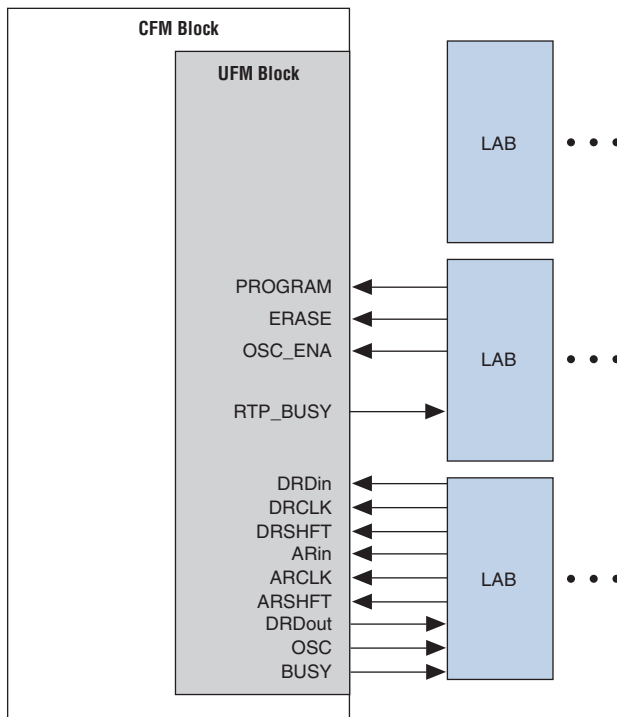 CFM Block
UFM Block
LAB
PROGRAM
ERASE
OSC_ENA
LAB
RTP_BUSY
DRDin
DRCLK
DRSHFT
ARin
ARCLK
LAB
ARSHFT
DRDout
OSC
BUSY